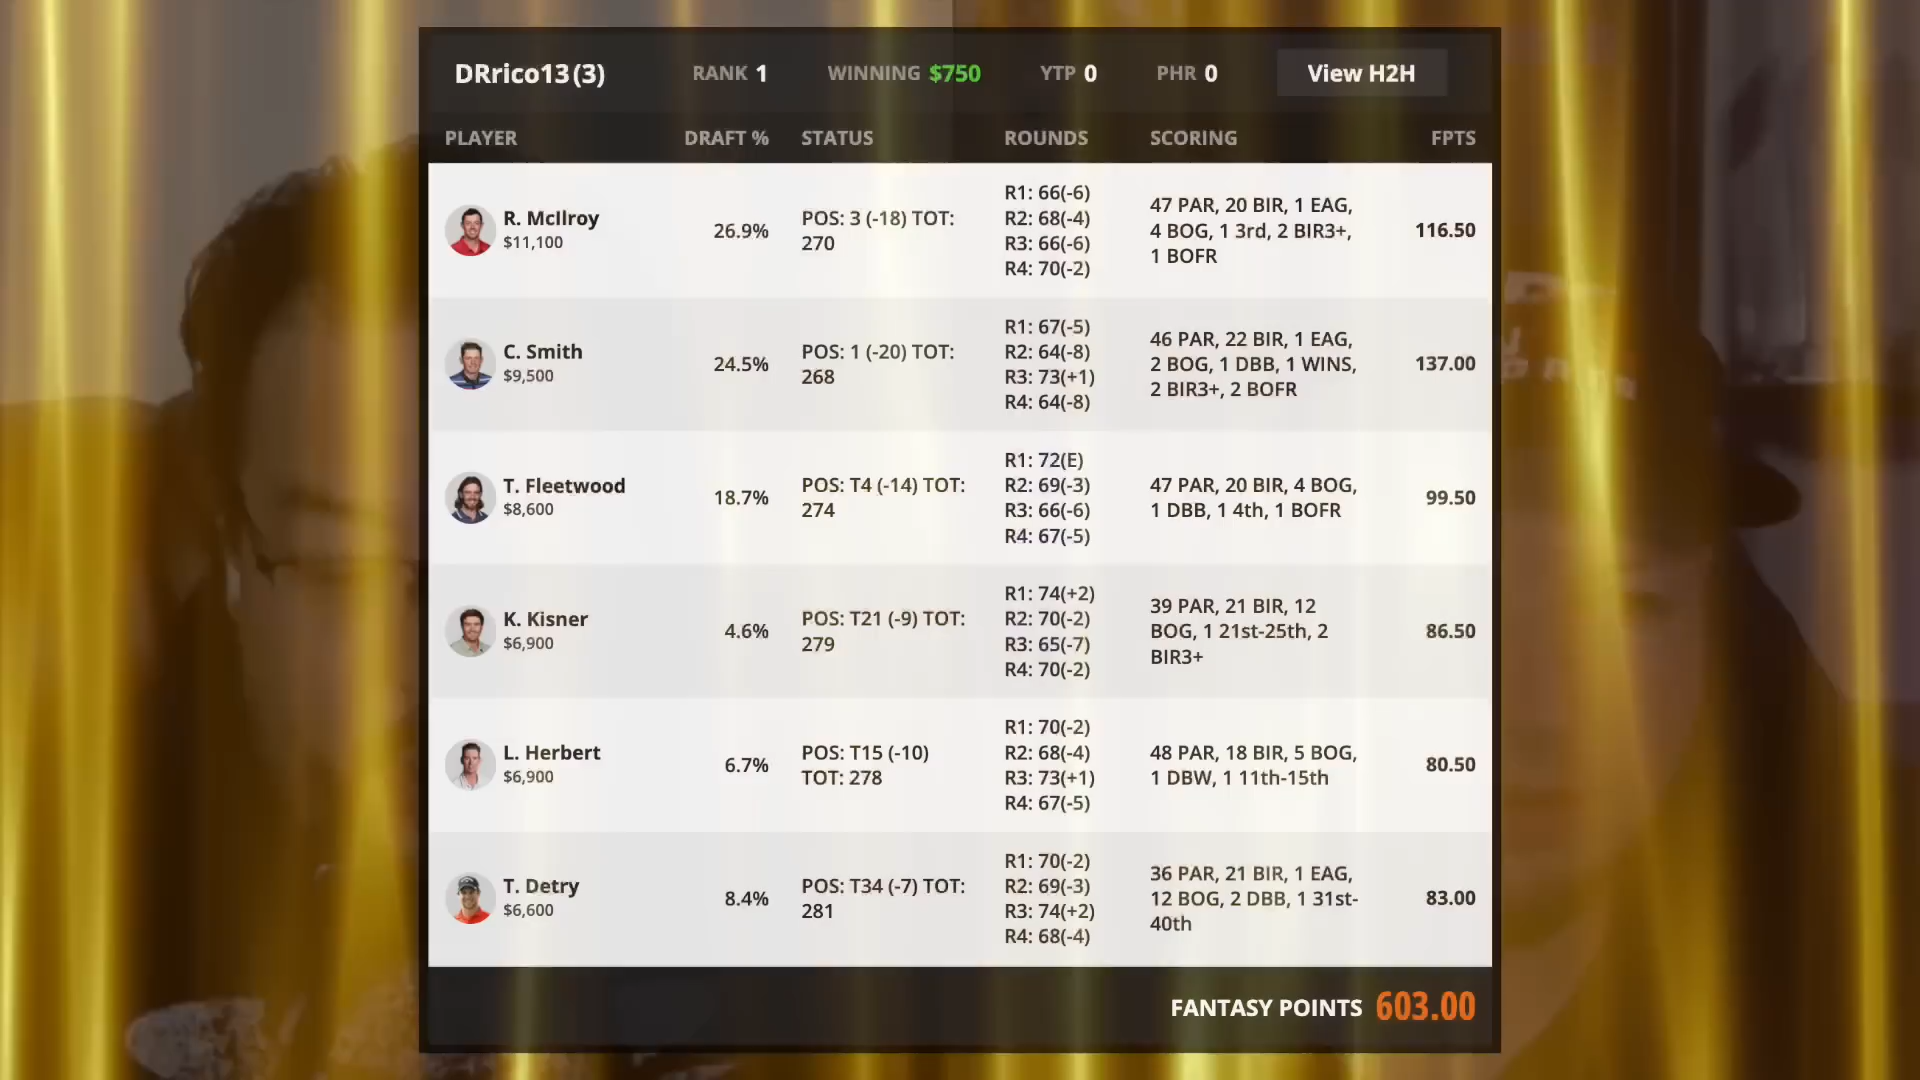 DRrico13(3) RANK 1 WINNING $750 YTP 0 PHR 0 View H2H
PLAYER DRAFT % STATUS ROUNDS SCORING FPTS
R. McIlroy
$11,100
26.9%
POS: 3 (-18) TOT:
270
R1: 66(-6)
R2: 68(-4)
R3: 66(-6)
R4: 70(-2)
47 PAR, 20 BIR, 1 EAG,
4 BOG, 1 3rd, 2 BIR3+,
1 BOFR
116.50
C. Smith
$9,500
24.5%
POS: 1 (-20) TOT:
268
R1: 67(-5)
R2: 64(-8)
R3: 73(+1)
R4: 64(-8)
46 PAR, 22 BIR, 1 EAG,
2 BOG, 1 DBB, 1 WINS,
2 BIR3+, 2 BOFR
137.00
T. Fleetwood
$8,600
18.7%
POS: T4 (-14) TOT:
274
R1: 72(E)
R2: 69(-3)
R3: 66(-6)
R4: 67(-5)
47 PAR, 20 BIR, 4 BOG,
1 DBB, 1 4th, 1 BOFR
99.50
K. Kisner
$6,900
4.6%
POS: T21 (-9) TOT:
279
R1: 74(+2)
R2: 70(-2)
R3: 65(-7)
R4: 70(-2)
39 PAR, 21 BIR, 12
BOG, 1 21st-25th, 2
BIR3+
86.50
L. Herbert
$6,900
6.7%
POS: T15 (-10)
TOT: 278
R1: 70(-2)
R2: 68(-4)
R3: 73(+1)
R4: 67(-5)
48 PAR, 18 BIR, 5 BOG,
1 DBW, 1 11th-15th
80.50
T. Detry
$6,600
8.4%
POS: T34 (-7) TOT:
281
R1: 70(-2)
R2: 69(-3)
R3: 74(+2)
R4: 68(-4)
36 PAR, 21 BIR, 1 EAG,
12 BOG, 2 DBB, 1 31st-
40th
83.00
FANTASY POINTS 603.00